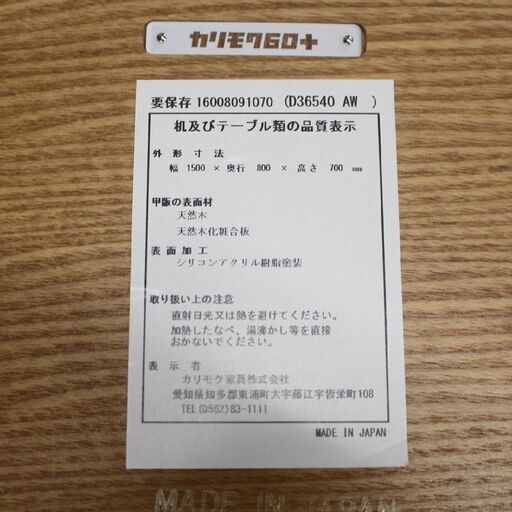 カリモク60+
要保存 16008091070 (D36540 AW )
机及びテーブル類の品質表示
外形寸法
幅 1500 × 奥行 800 × 高さ 700 mm
甲板の表面材
天然木
天然木化粧合板
表面加工
シリコンアクリル樹脂塗装
取り扱い上の注意
直射日光又は熱を避けてください。
加熱したなべ、湯沸かし等を直接
おかないでください。
表示者
カリモク家具株式会社
愛知県知多郡東浦町大字藤江字皆栄町108
TEL(0562)83-1111
MADE IN JAPAN
MADE IN JAPAN